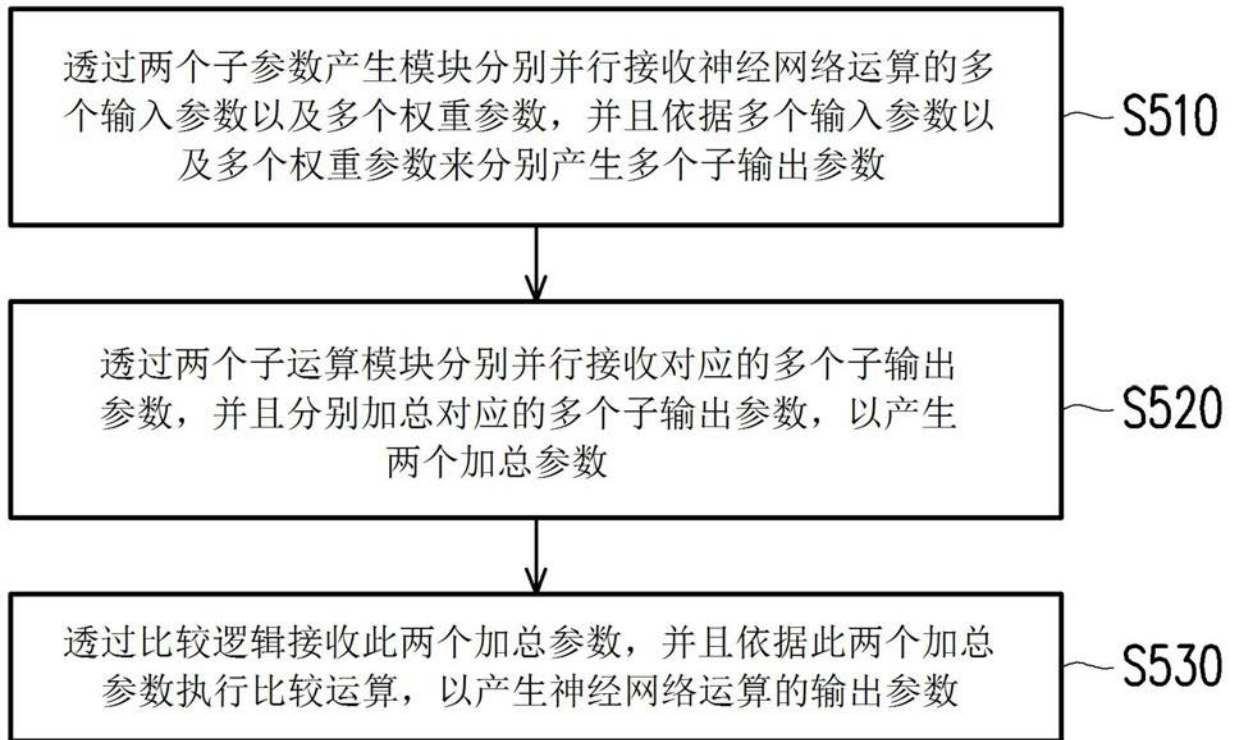 透过两个子参数产生模块分别并行接收神经网络运算的多
个输入参数以及多个权重参数，并且依据多个输入参数以
及多个权重参数来分别产生多个子输出参数
S510
透过两个子运算模块分别并行接收对应的多个子输出
参数，并且分别加总对应的多个子输出参数，以产生
两个加总参数
S520
透过比较逻辑接收此两个加总参数，并且依据此两个加总
参数执行比较运算，以产生神经网络运算的输出参数
S530